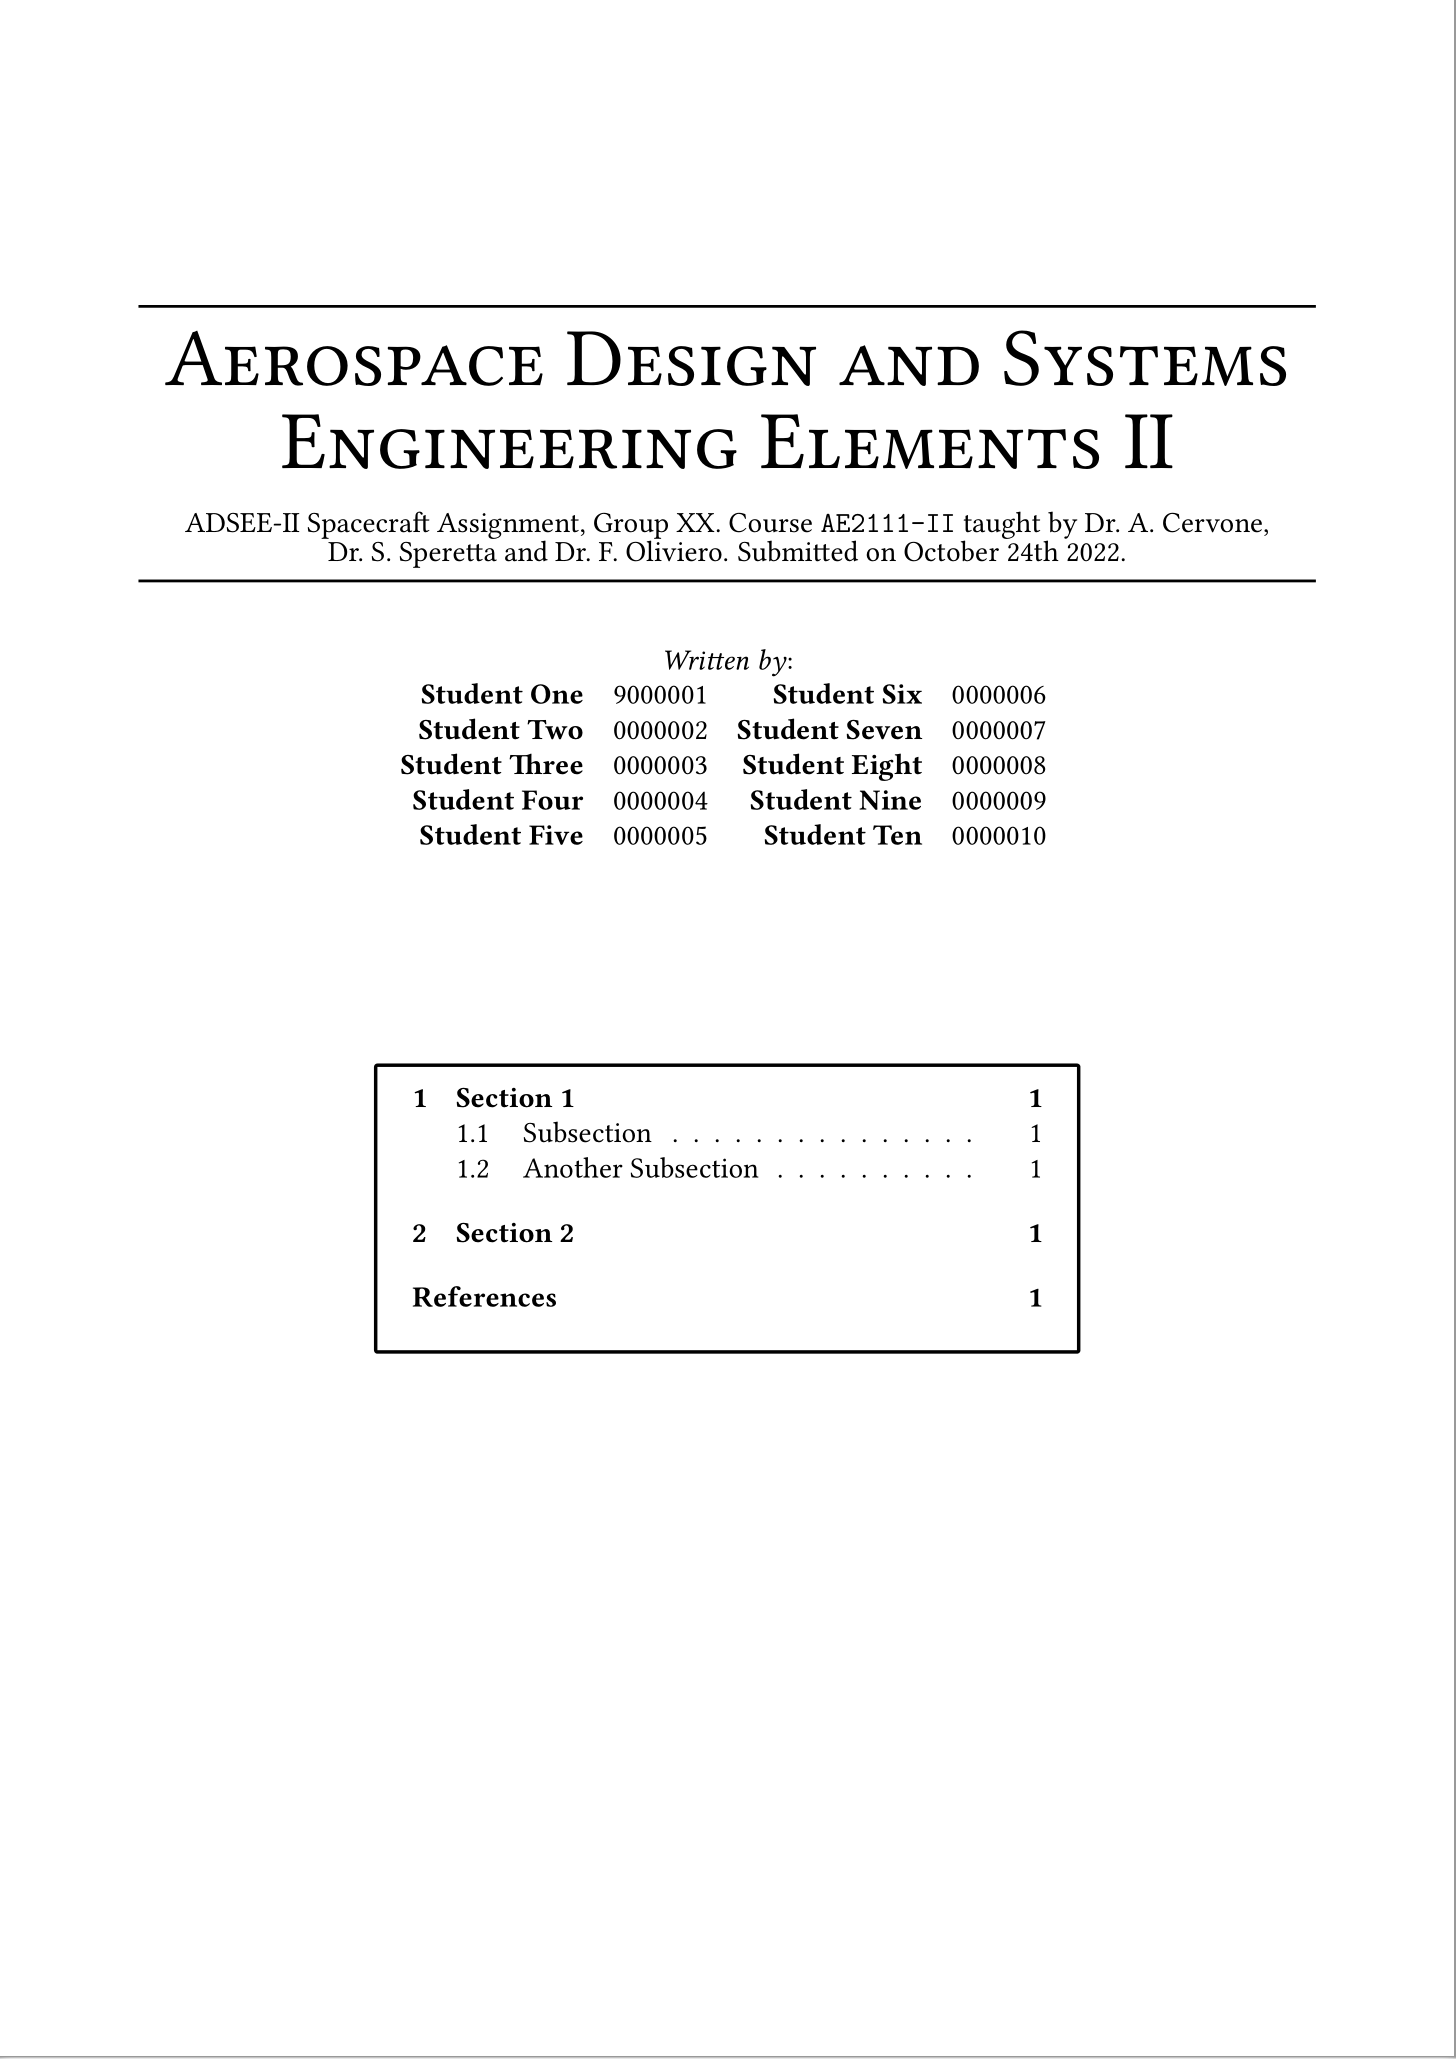 Aerospace Design and Systems
Engineering Elements II
ADSEE-II Spacecraft Assignment, Group XX. Course AE2111-II taught by Dr. A. Cervone,
Dr. S. Speretta and Dr. F. Oliviero. Submitted on October 24th 2022.
Written by:
Student One 9000001 Student Six 0000006
Student Two 0000002 Student Seven 0000007
Student Three 0000003 Student Eight 0000008
Student Four 0000004 Student Nine 0000009
Student Five 0000005 Student Ten 0000010
1 Section 1 1
1.1 Subsection . . . . . . . . . . . . . . . 1
1.2 Another Subsection . . . . . . . . . . 1
2 Section 2 1
References 1